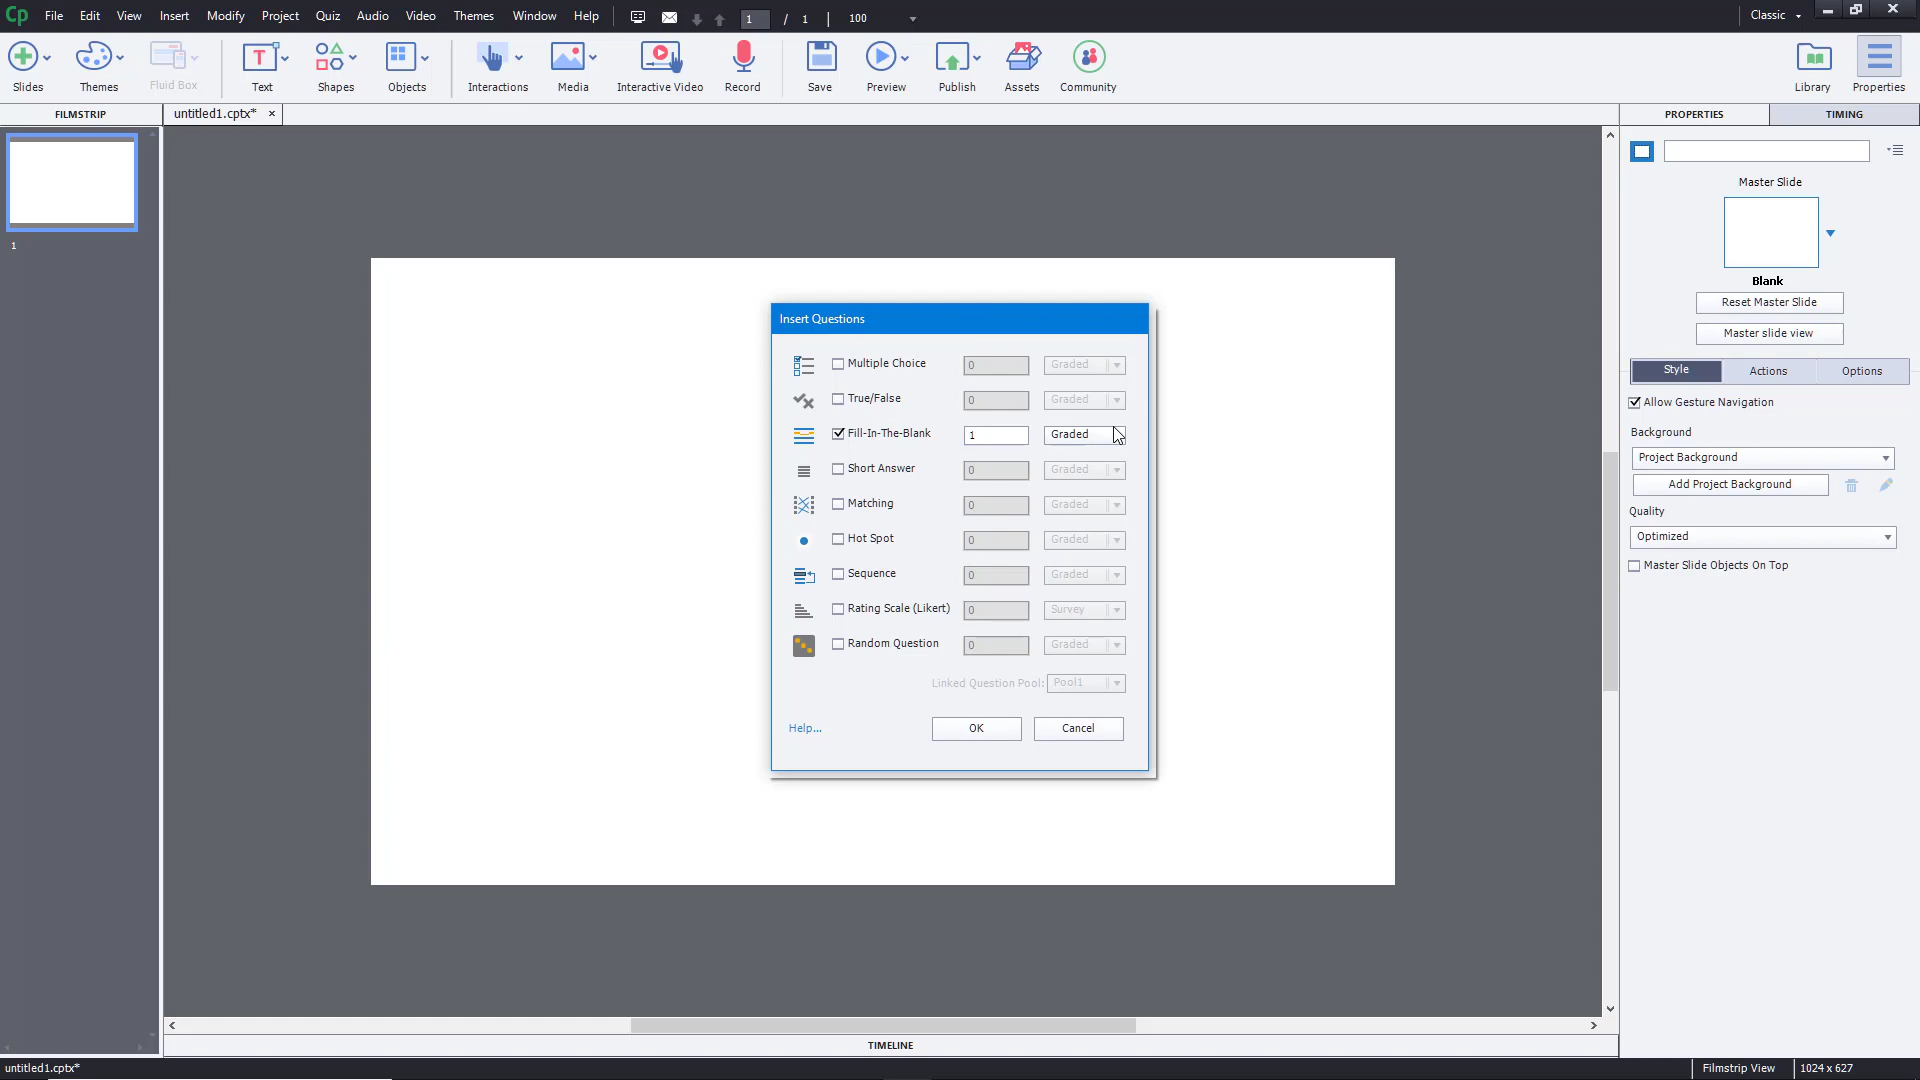 Cp File Edit View Insert Modify Project Quiz Audio Video Themes Window Help 1 / 1 100 Classic
Slides Themes Fluid Box Text Shapes Objects Interactions Media Interactive Video Record Save Preview Publish Assets Community Library Properties
FILMSTRIP untitled1.cptx* × PROPERTIES TIMING
1
Insert Questions
Multiple Choice 0 Graded
True/False 0 Graded
Fill-In-The-Blank 1 Graded
Short Answer 0 Graded
Matching 0 Graded
Hot Spot 0 Graded
Sequence 0 Graded
Rating Scale (Likert) 0 Survey
Random Question 0 Graded
Linked Question Pool: Pool1
Help... OK Cancel
Master Slide
Blank
Reset Master Slide
Master slide view
Style Actions Options
Allow Gesture Navigation
Background
Project Background
Add Project Background
Quality
Optimized
Master Slide Objects On Top
TIMELINE
untitled1.cptx* Filmstrip View 1024 x 627